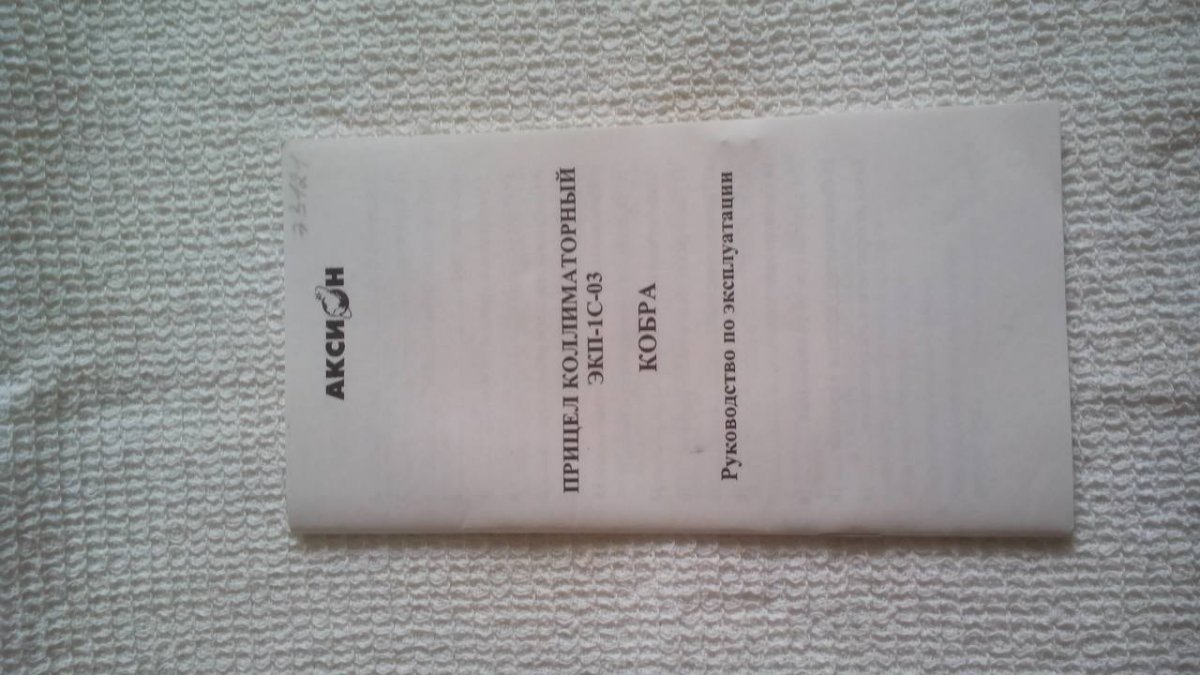 АКСИОН
ПРИЦЕЛ КОЛЛИМАТОРНЫЙ
ЭКП-1С-03
КОБРА
Руководство по эксплуатации